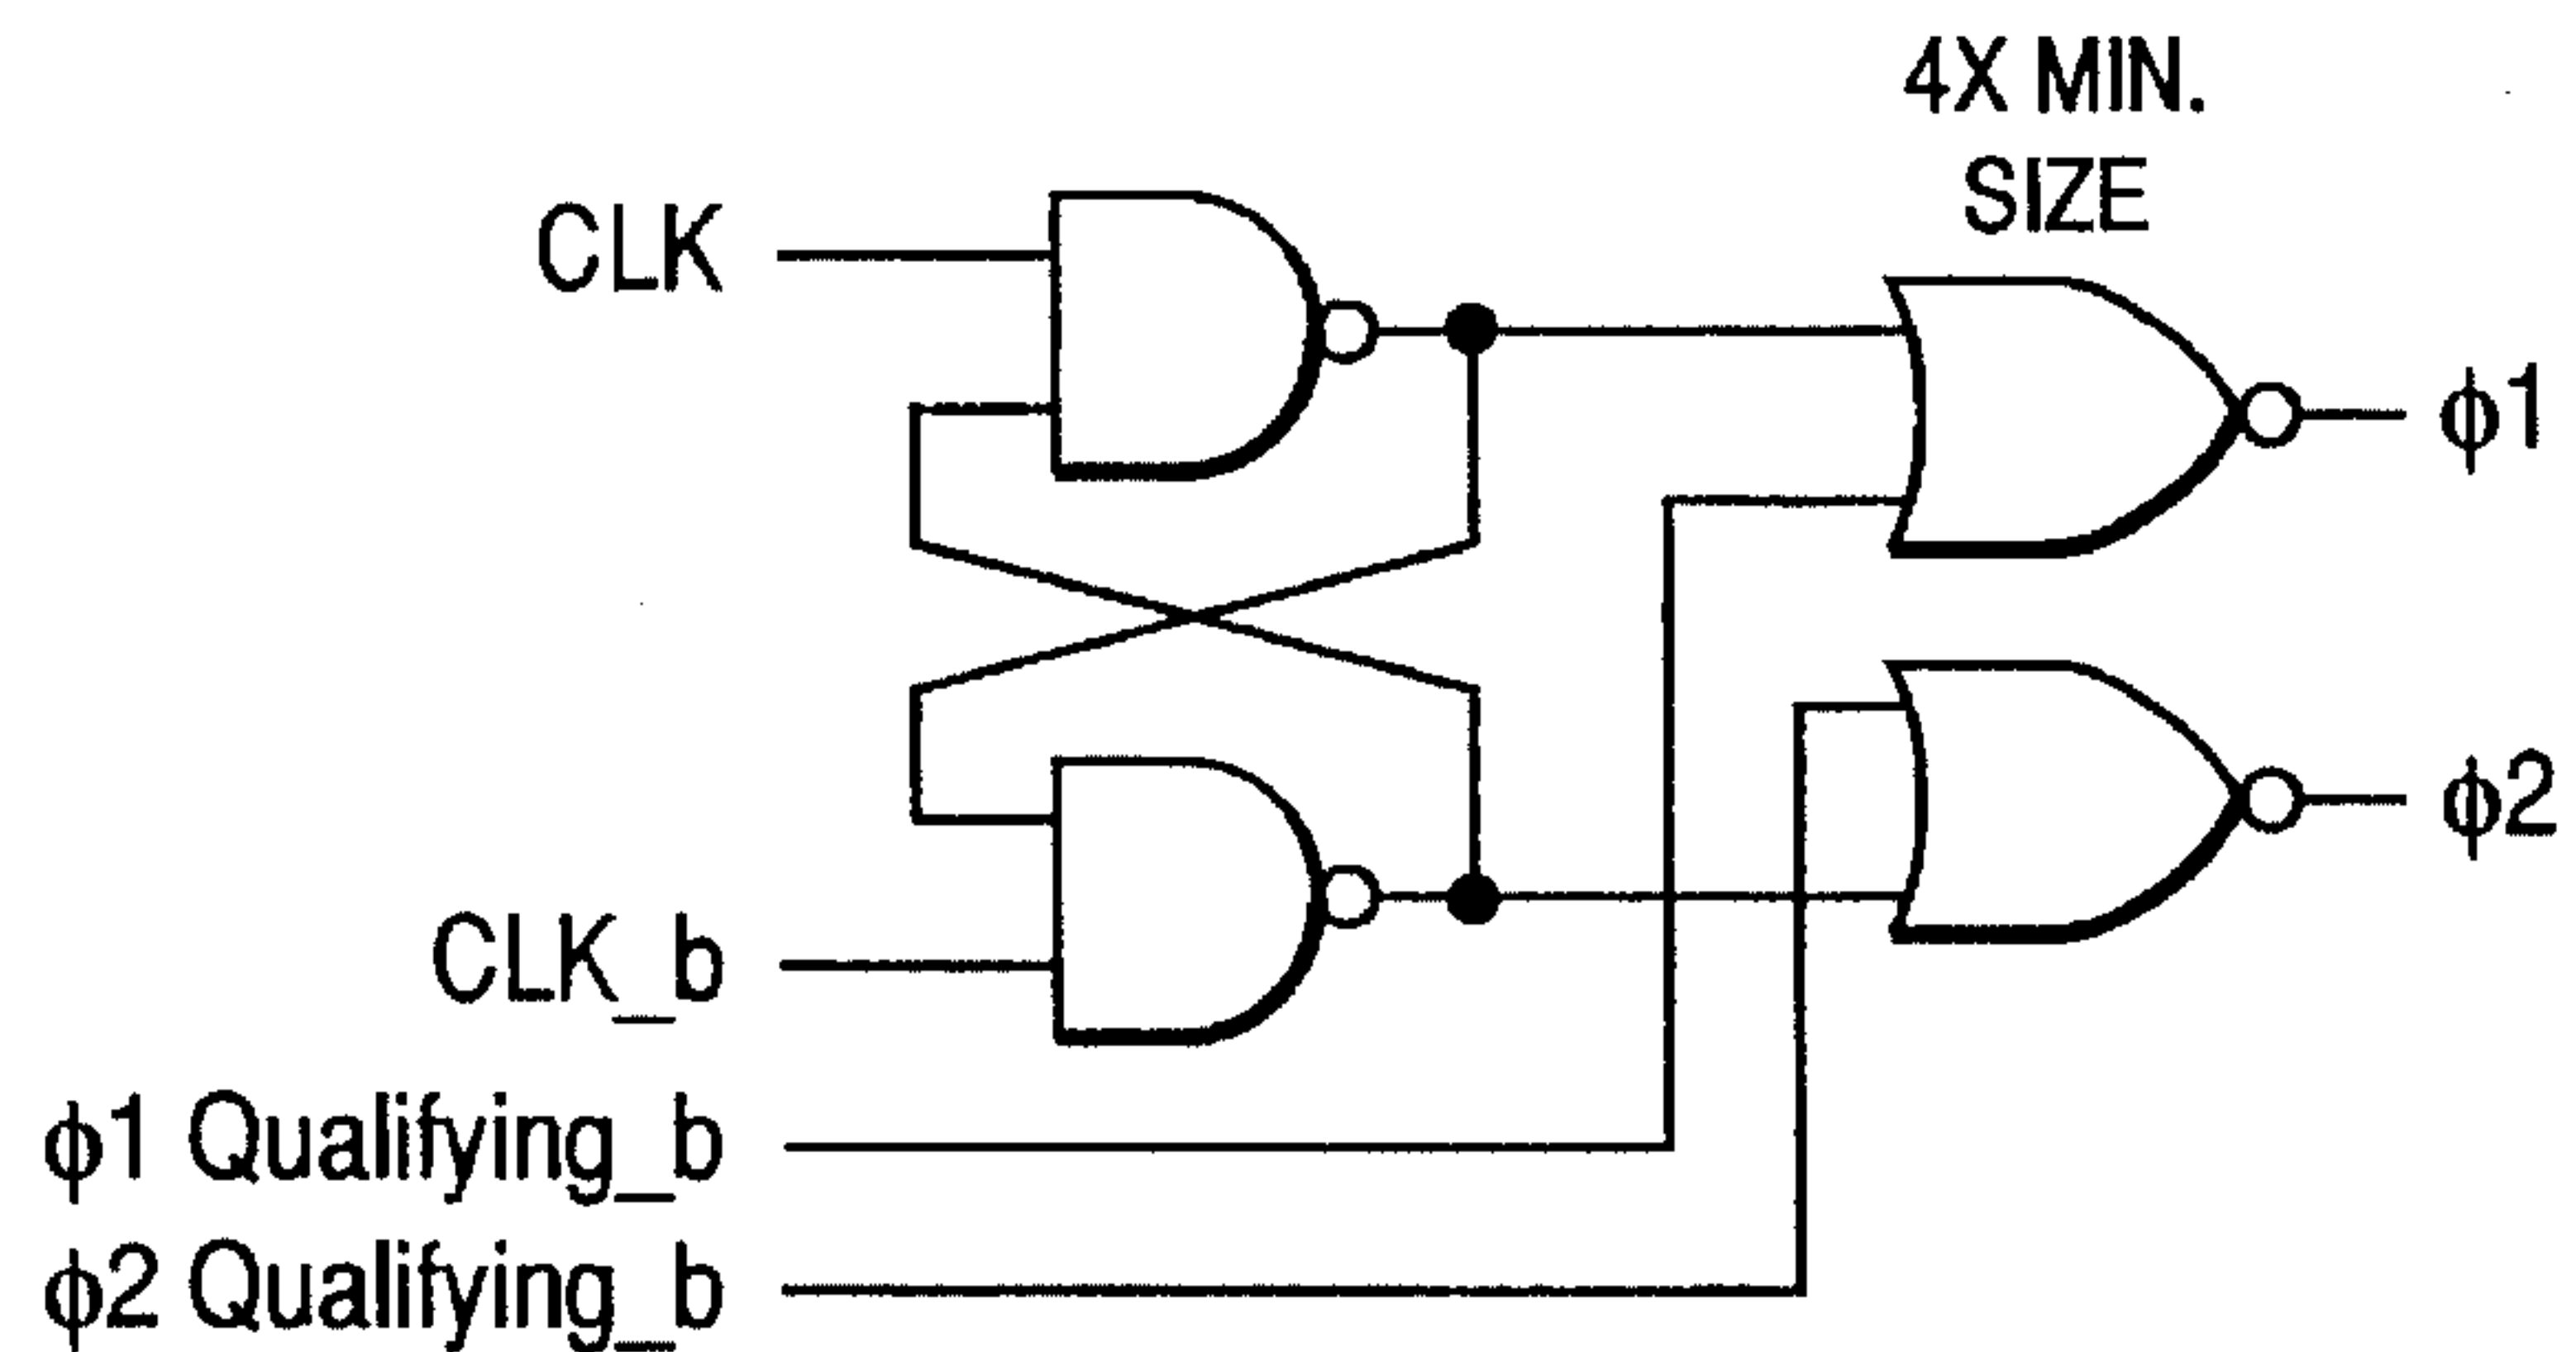 4X MIN.
SIZE
CLK
ϕ1
ϕ2
CLK_b
ϕ1 Qualifying_b
ϕ2 Qualifying_b